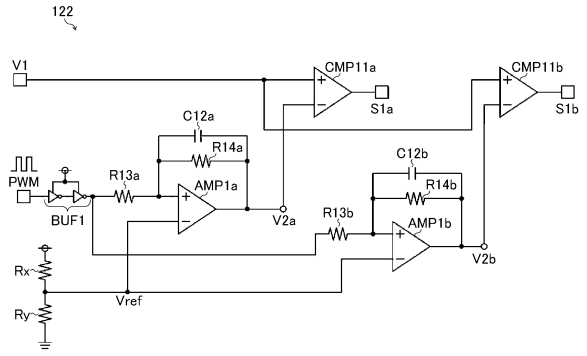 122
V1
CMP11a
CMP11b
S1a
S1b
C12a
R14a
C12b
PWM
R13a
AMP1a
R14b
BUF1
V2a
R13b
AMP1b
V2b
Rx
Vref
Ry